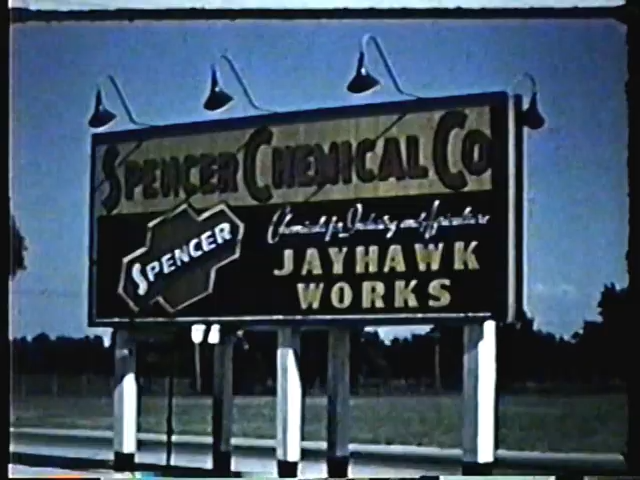 SPENCER CHEMICAL CO
SPENCER
Chemicals for Industry and Agriculture
JAYHAWK
WORKS